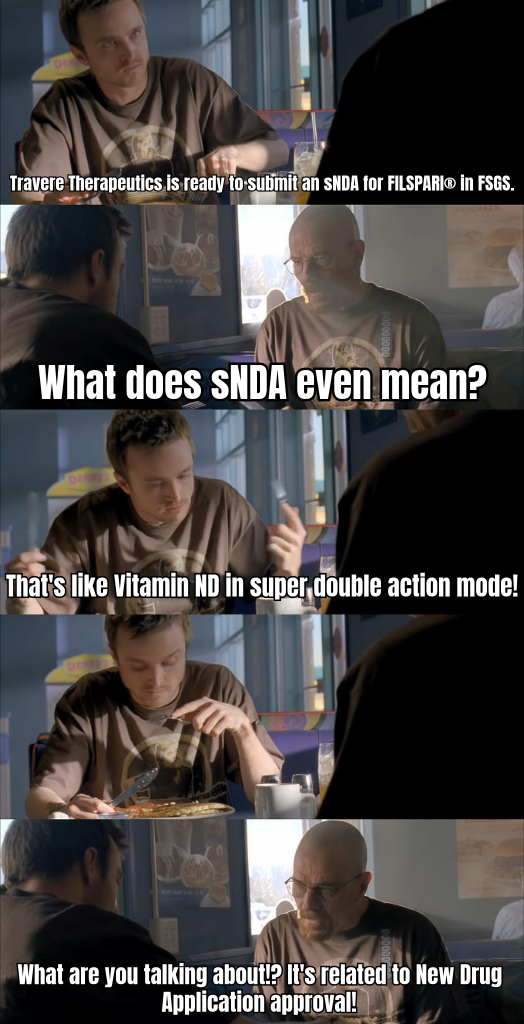 Denny's
Travere Therapeutics is ready to submit an sNDA for FILSPARI® in FSGS.
What does sNDA even mean?
That's like Vitamin ND in super double action mode!
What are you talking about!? It's related to New Drug
Application approval!